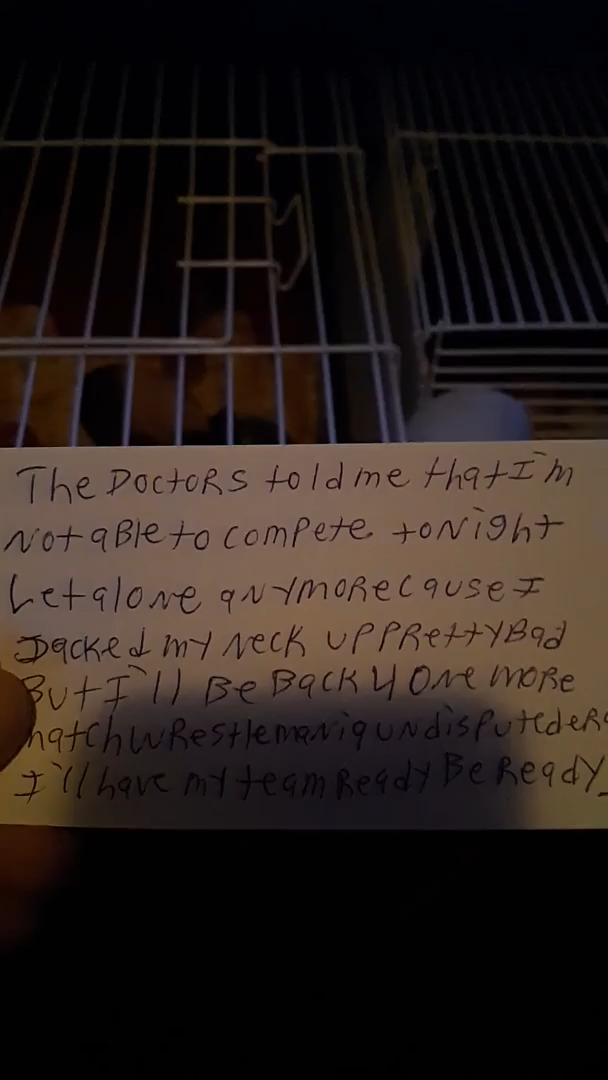 The Doctors told me that I'm
Not able to compete tonight
Let alone anymore cause I
Jacked my neck up pretty Bad
But I'll Be Back 4 one more
match wrestlemania undisputed
I'll have my team Ready Be Ready